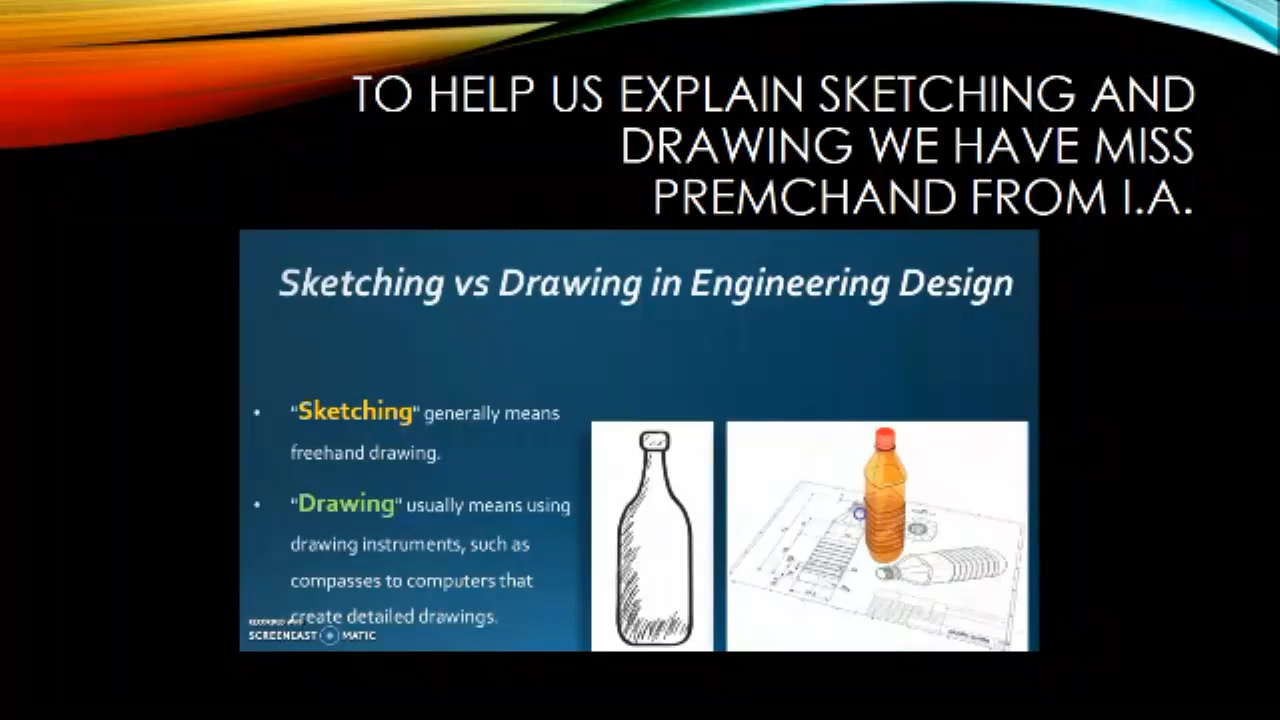 TO HELP US EXPLAIN SKETCHING AND
DRAWING WE HAVE MISS
PREMCHAND FROM I.A.
Sketching vs Drawing in Engineering Design
• "Sketching" generally means
freehand drawing.
• "Drawing" usually means using
drawing instruments, such as
compasses to computers that
create detailed drawings.
RECORDED WITH
SCREENCAST MATIC